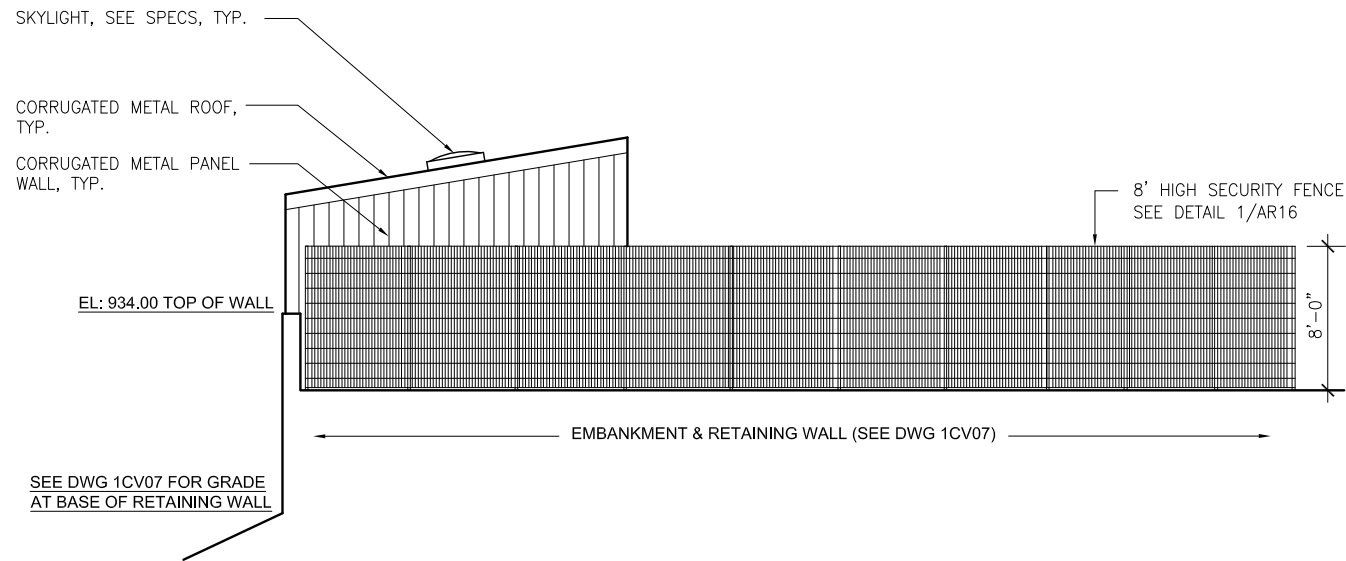 SKYLIGHT, SEE SPECS, TYP.
CORRUGATED METAL ROOF,
TYP.
CORRUGATED METAL PANEL
WALL, TYP.
8' HIGH SECURITY FENCE
SEE DETAIL 1/AR16
EL: 934.00 TOP OF WALL
8'-0"
EMBANKMENT & RETAINING WALL (SEE DWG 1CV07)
SEE DWG 1CV07 FOR GRADE
AT BASE OF RETAINING WALL